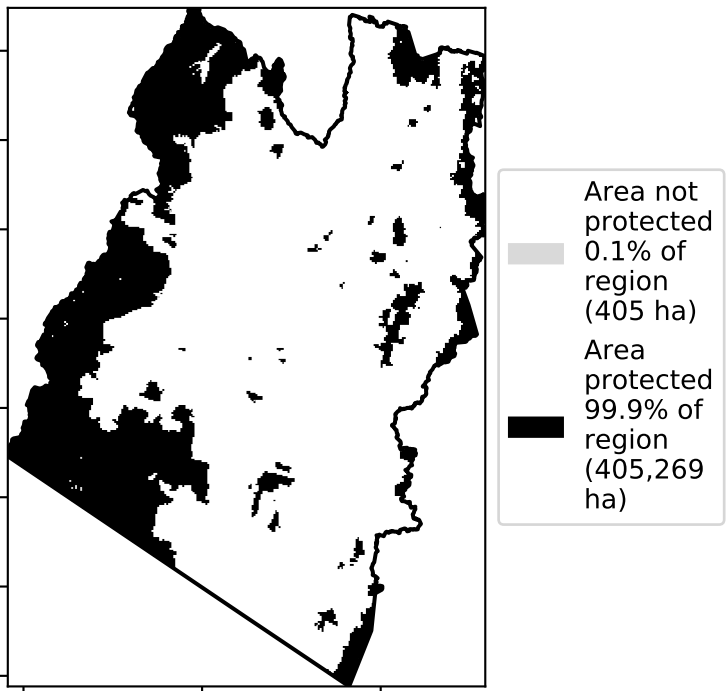 Area not
protected
0.1% of
region
(405 ha)
Area
protected
99.9% of
region
(405,269
ha)